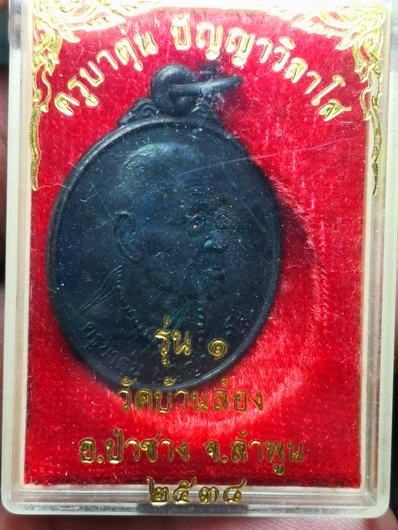 ครูบาตุ่น ปัญญาวิลาโส
รุ่น ๑
วัดบ้านล้อง
อ.ป่าซาง จ.ลำพูน
๒๕๓๘